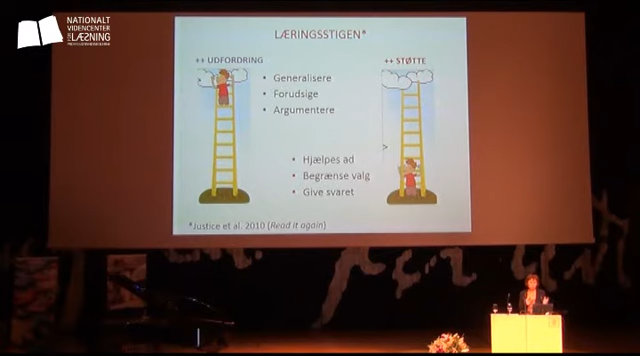 NATIONALT
VIDENCENTER
FOR LÆSNING
LÆRINGSSTIGEN*
++ UDFORDRING
++ STØTTE
• Generalisere
• Forudsige
• Argumentere
• Hjælpes ad
• Begrænse valg
• Give svaret
*Justice et al. 2010 (Read it again)